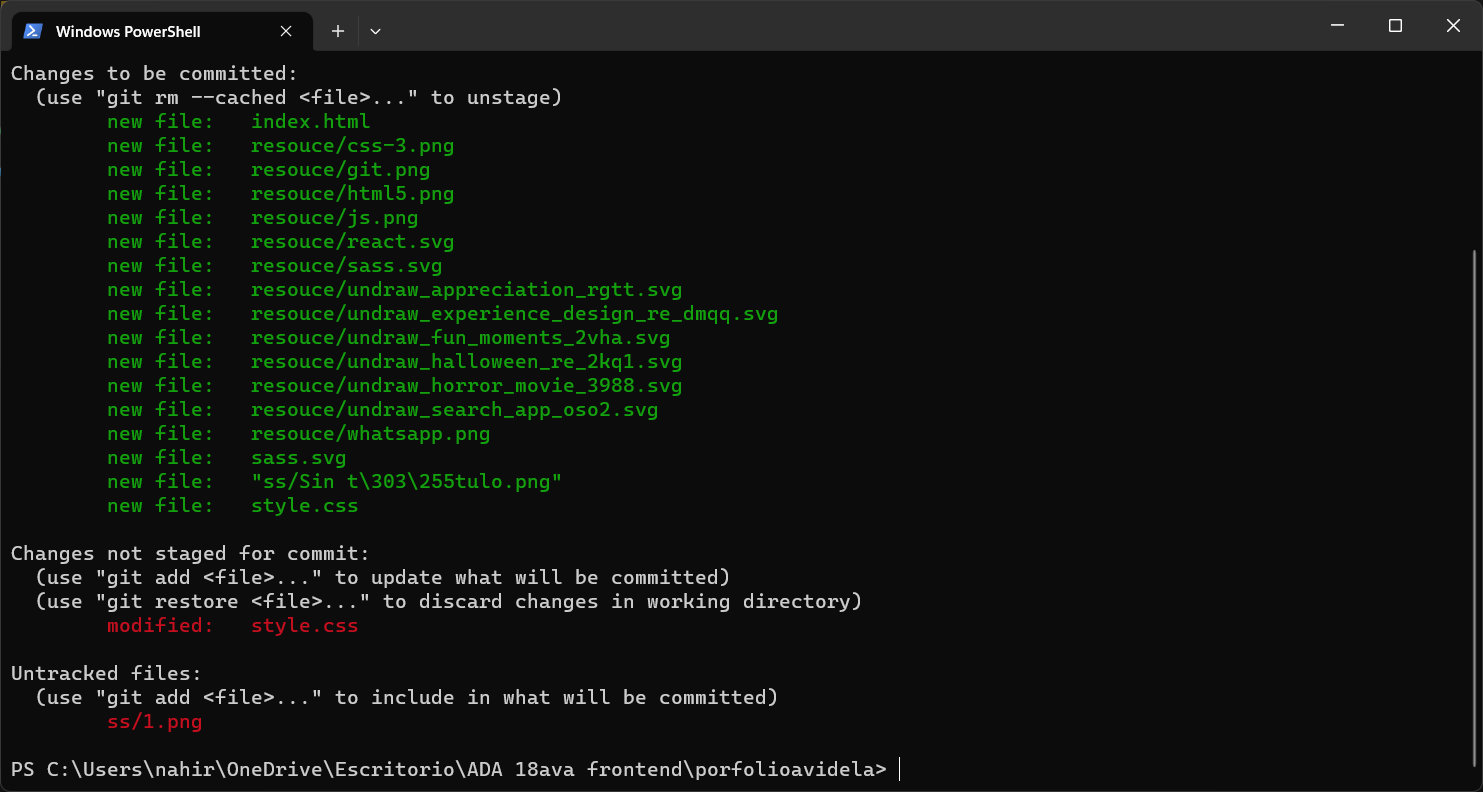 Windows PowerShell
Changes to be committed:
  (use "git rm --cached <file>..." to unstage)
        new file:   index.html
        new file:   resouce/css-3.png
        new file:   resouce/git.png
        new file:   resouce/html5.png
        new file:   resouce/js.png
        new file:   resouce/react.svg
        new file:   resouce/sass.svg
        new file:   resouce/undraw_appreciation_rgtt.svg
        new file:   resouce/undraw_experience_design_re_dmqq.svg
        new file:   resouce/undraw_fun_moments_2vha.svg
        new file:   resouce/undraw_halloween_re_2kq1.svg
        new file:   resouce/undraw_horror_movie_3988.svg
        new file:   resouce/undraw_search_app_oso2.svg
        new file:   resouce/whatsapp.png
        new file:   sass.svg
        new file:   "ss/Sin t\303\255tulo.png"
        new file:   style.css
Changes not staged for commit:
  (use "git add <file>..." to update what will be committed)
  (use "git restore <file>..." to discard changes in working directory)
        modified:   style.css
Untracked files:
  (use "git add <file>..." to include in what will be committed)
        ss/1.png
PS C:\Users\nahir\OneDrive\Escritorio\ADA 18ava frontend\porfolioavidela>